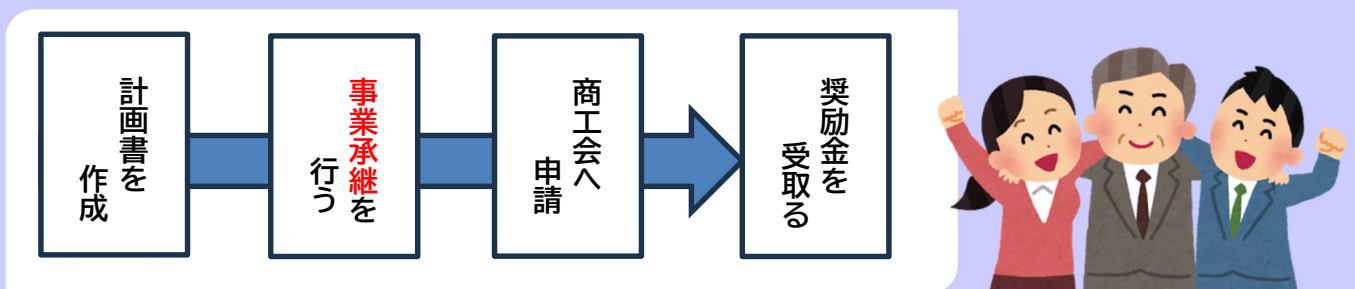 計画書を
作成
事業承継を
行う
商工会へ
申請
奨励金を
受取る